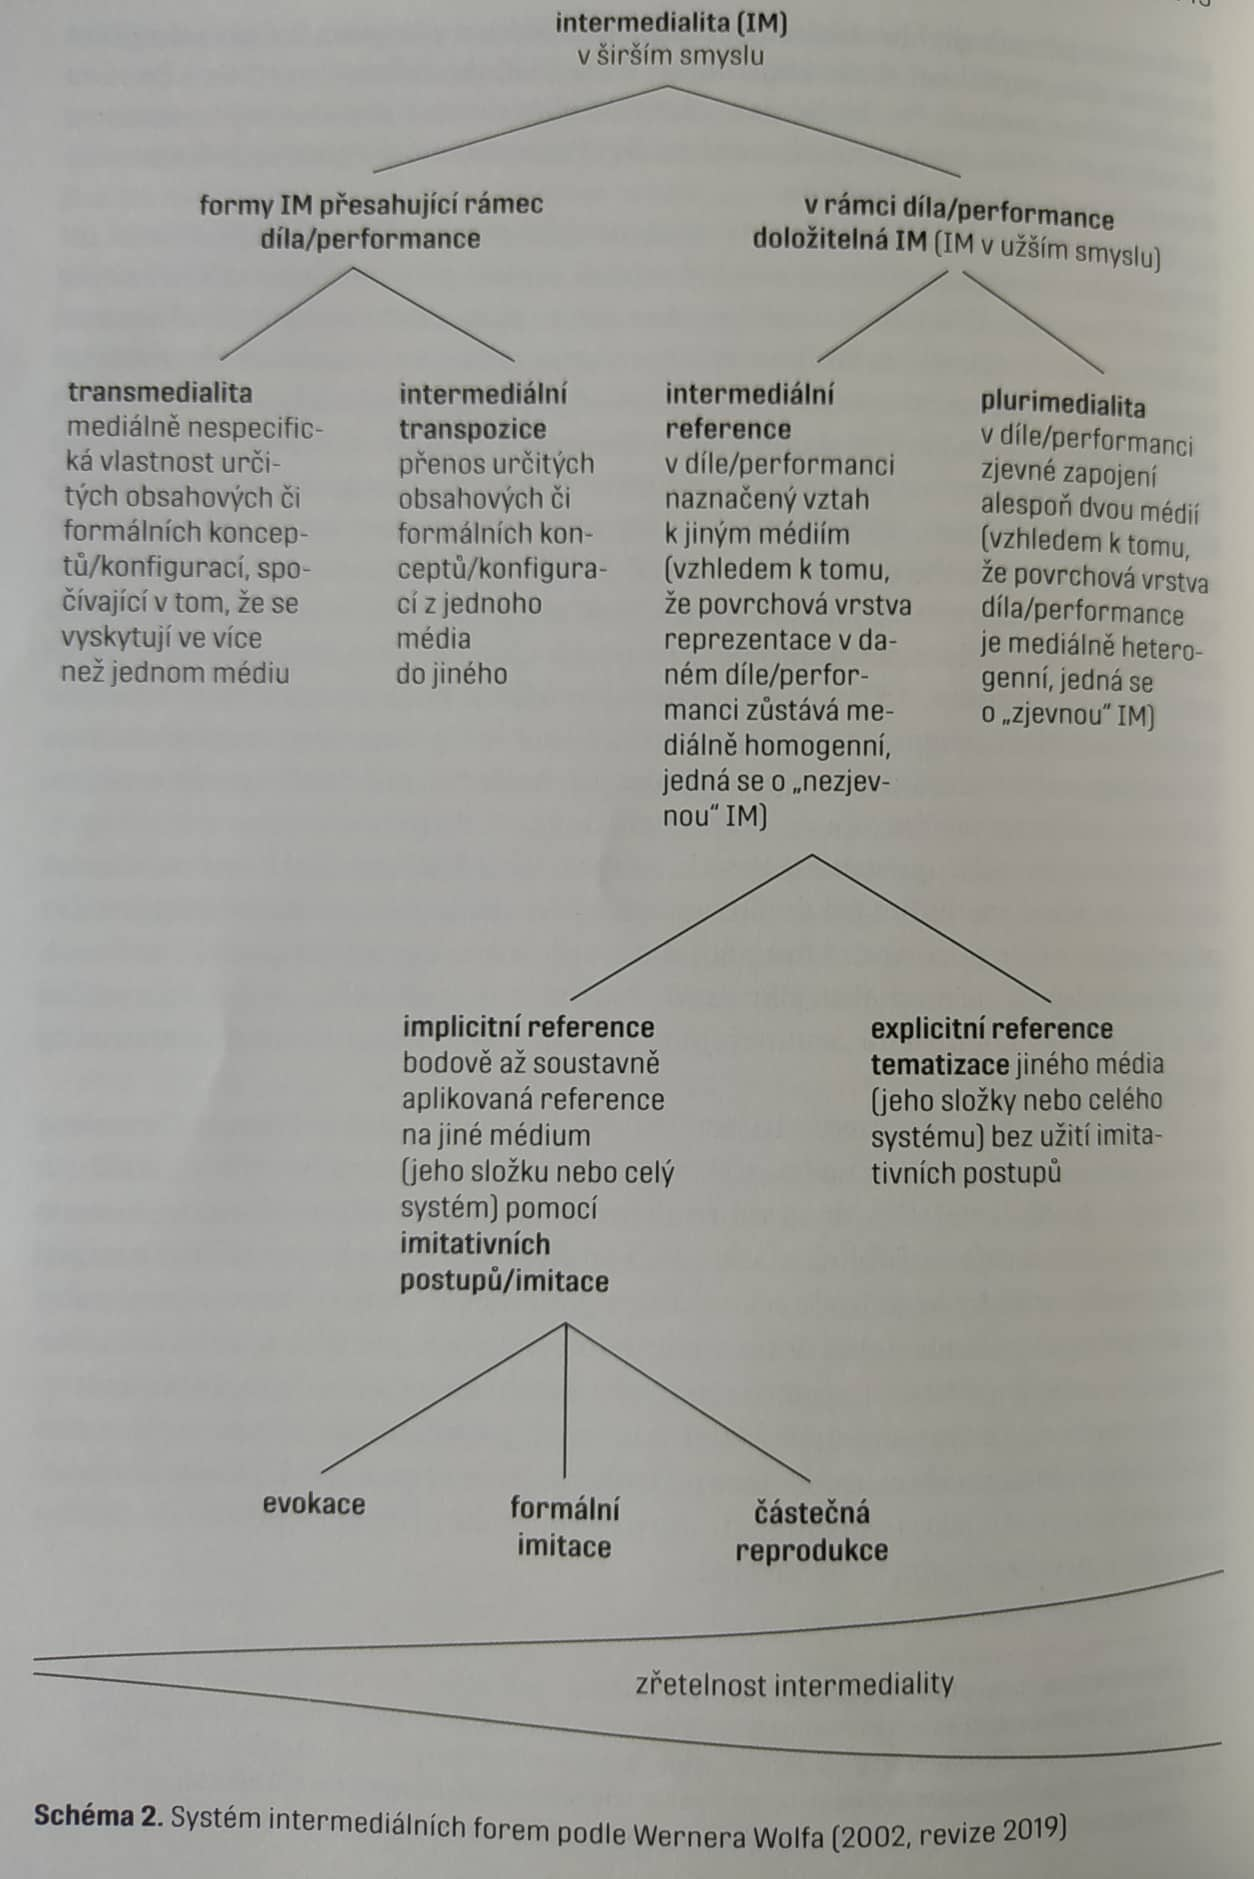 intermedialita (IM)
v širším smyslu
formy IM přesahující rámec
díla/performance
v rámci díla/performance
doložitelná IM (IM v užším smyslu)
transmedialita
mediálně nespecific-
ká vlastnost urči-
tých obsahových či
formálních koncep-
tů/konfigurací, spo-
čívající v tom, že se
vyskytují ve více
než jednom médiu
intermediální
transpozice
přenos určitých
obsahových či
formálních kon-
ceptů/konfigura-
cí z jednoho
média
do jiného
intermediální
reference
v díle/performanci
naznačený vztah
k jiným médiím
(vzhledem k tomu,
že povrchová vrstva
reprezentace v da-
ném díle/perfor-
manci zůstává me-
diálně homogenní,
jedná se o „nezjev-
nou“ IM)
plurimedialita
v díle/performanci
zjevné zapojení
alespoň dvou médií
(vzhledem k tomu,
že povrchová vrstva
díla/performance
je mediálně hetero-
genní, jedná se
o „zjevnou“ IM)
implicitní reference
bodově až soustavně
aplikovaná reference
na jiné médium
(jeho složku nebo celý
systém) pomocí
imitativních
postupů/imitace
explicitní reference
tematizace jiného média
(jeho složky nebo celého
systému) bez užití imita-
tivních postupů
evokace
formální
imitace
částečná
reprodukce
zřetelnost intermediality
Schéma 2. Systém intermediálních forem podle Wernera Wolfa (2002, revize 2019)